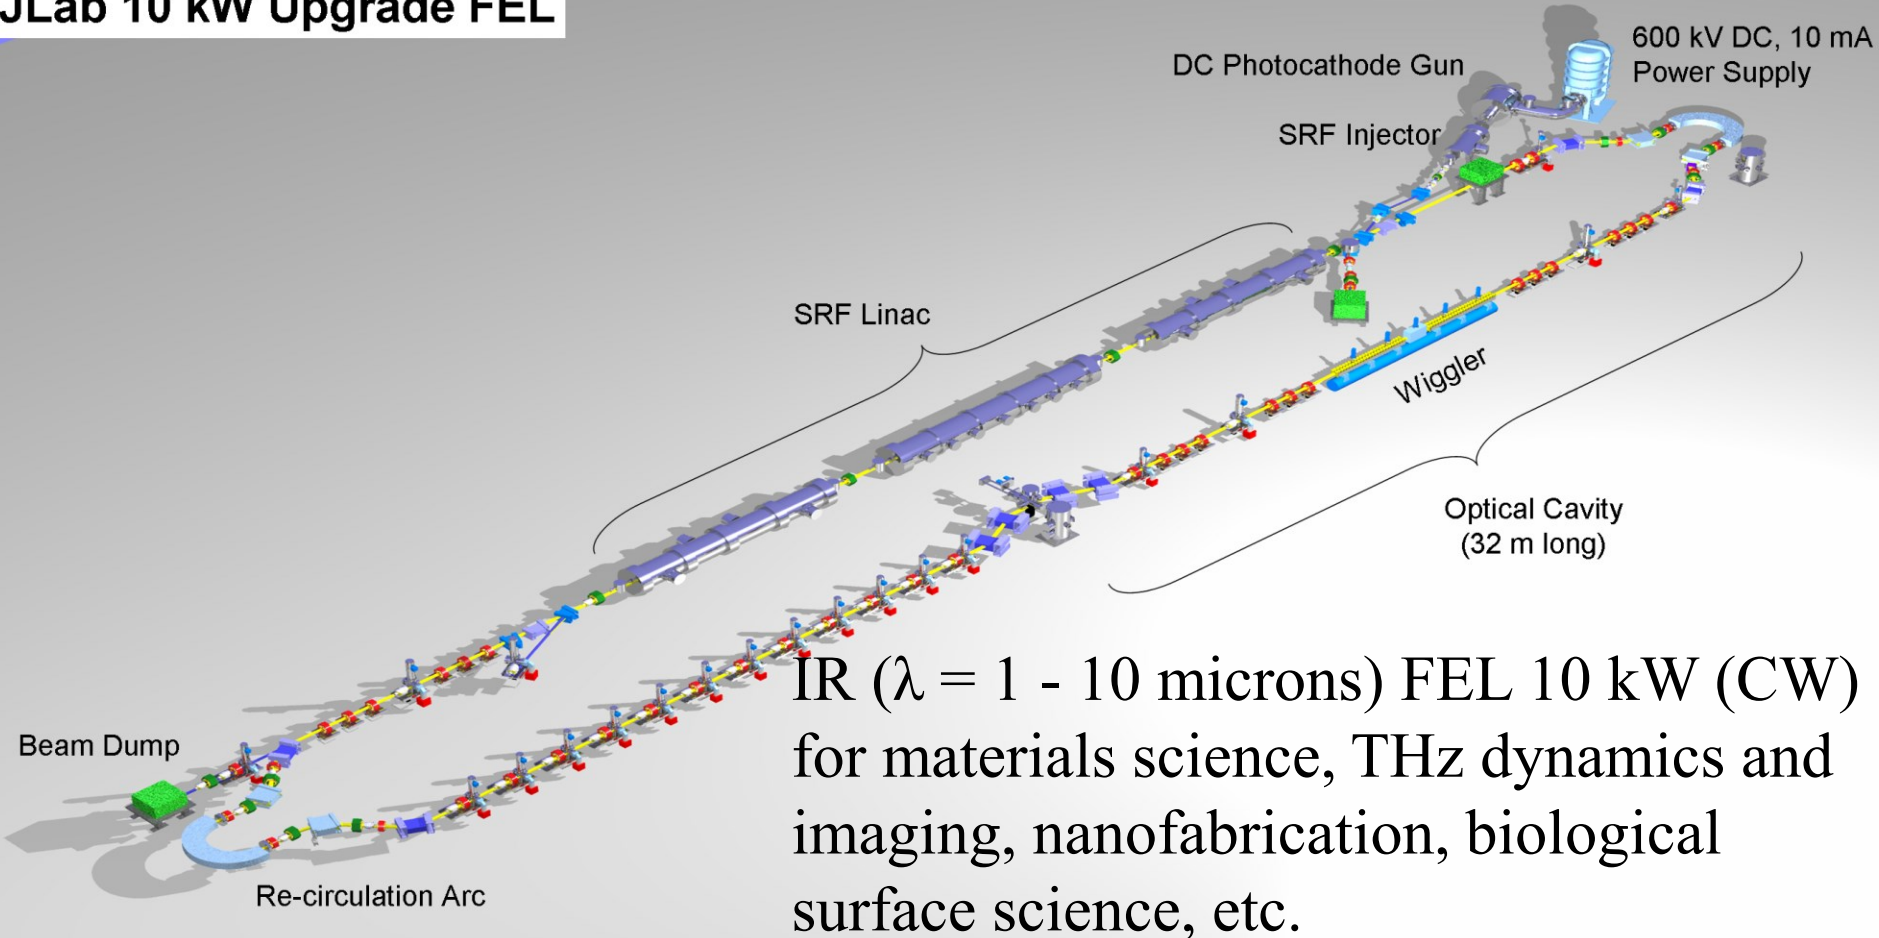 JLab 10 kW Upgrade FEL
DC Photocathode Gun
600 kV DC, 10 mA
Power Supply
SRF Injector
SRF Linac
Wiggler
Optical Cavity
(32 m long)
Beam Dump
Re-circulation Arc
IR (λ = 1 - 10 microns) FEL 10 kW (CW)
for materials science, THz dynamics and
imaging, nanofabrication, biological
surface science, etc.